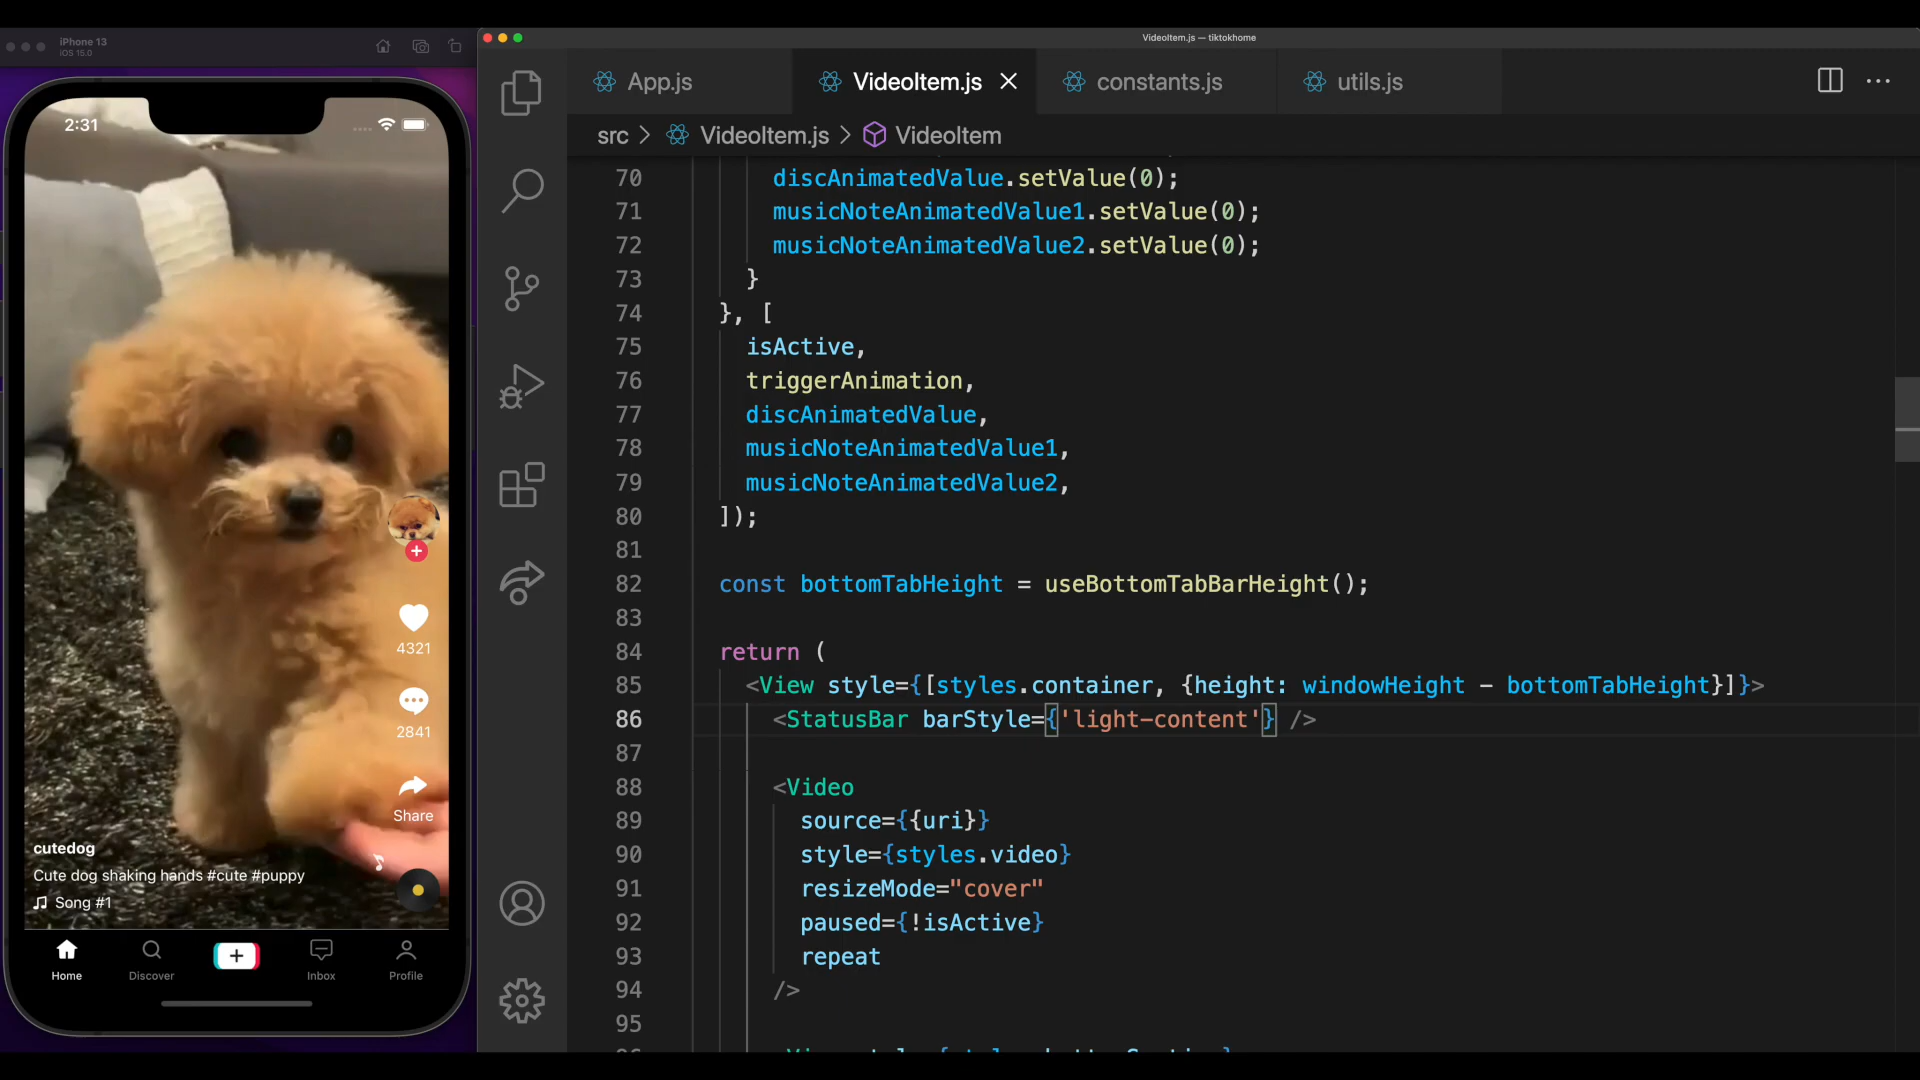 iPhone 13
iOS 15.0
2:31
4321
2841
Share
cutedog
Cute dog shaking hands #cute #puppy
Song #1
Home
Discover
Inbox
Profile
VideoItem.js — tiktokhome
App.js
VideoItem.js
constants.js
utils.js
src > VideoItem.js > VideoItem
70 discAnimatedValue.setValue(0);
71 musicNoteAnimatedValue1.setValue(0);
72 musicNoteAnimatedValue2.setValue(0);
73 }
74 }, [
75 isActive,
76 triggerAnimation,
77 discAnimatedValue,
78 musicNoteAnimatedValue1,
79 musicNoteAnimatedValue2,
80 ]);
81
82 const bottomTabHeight = useBottomTabBarHeight();
83
84 return (
85 <View style={[styles.container, {height: windowHeight - bottomTabHeight}]}>
86 <StatusBar barStyle={'light-content'} />
87
88 <Video
89 source={{uri}}
90 style={styles.video}
91 resizeMode="cover"
92 paused={!isActive}
93 repeat
94 />
95